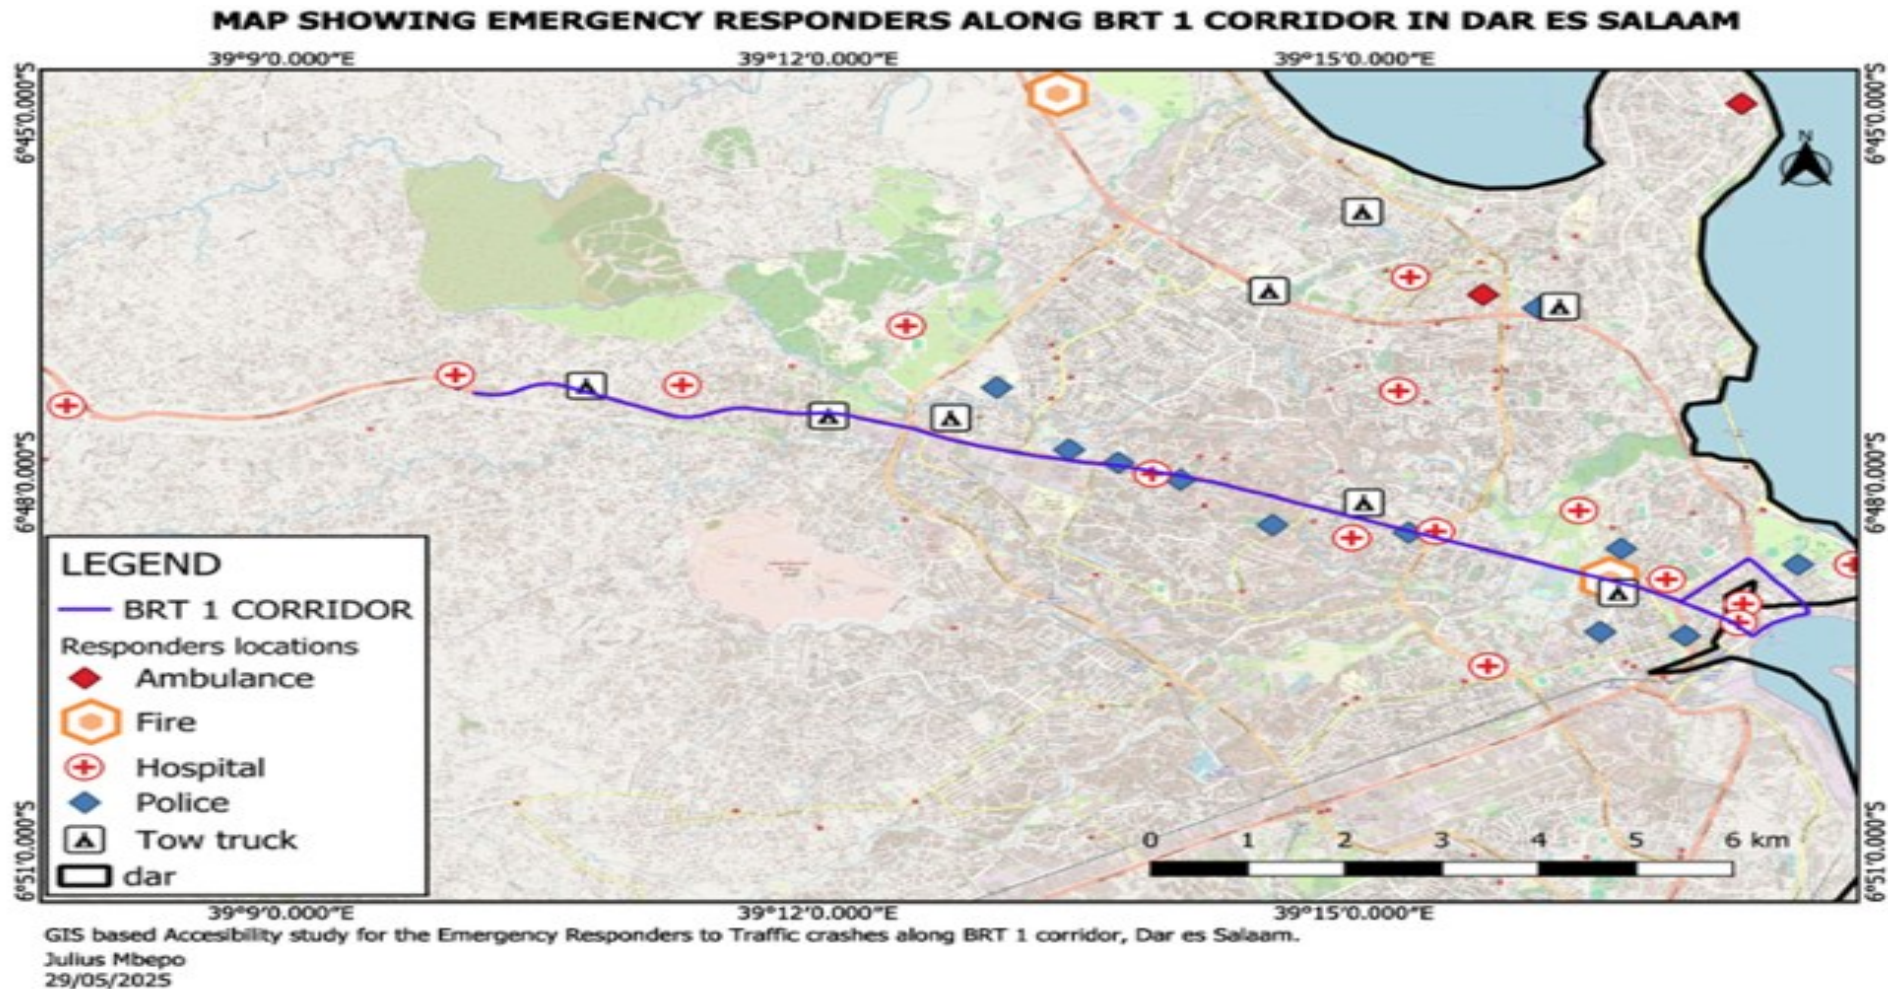 MAP SHOWING EMERGENCY RESPONDERS ALONG BRT 1 CORRIDOR IN DAR ES SALAAM
39°9'0.000"E 39°12'0.000"E 39°15'0.000"E
6°45'0.000"S 6°45'0.000"S
N
6°48'0.000"S 6°48'0.000"S
LEGEND
BRT 1 CORRIDOR
Responders locations
Ambulance
Fire
Hospital
Police
Tow truck
dar
0 1 2 3 4 5 6 km
6°51'0.000"S 6°51'0.000"S
39°9'0.000"E 39°12'0.000"E 39°15'0.000"E
GIS based Accesibility study for the Emergency Responders to Traffic crashes along BRT 1 corridor, Dar es Salaam.
Julius Mbepo
29/05/2025